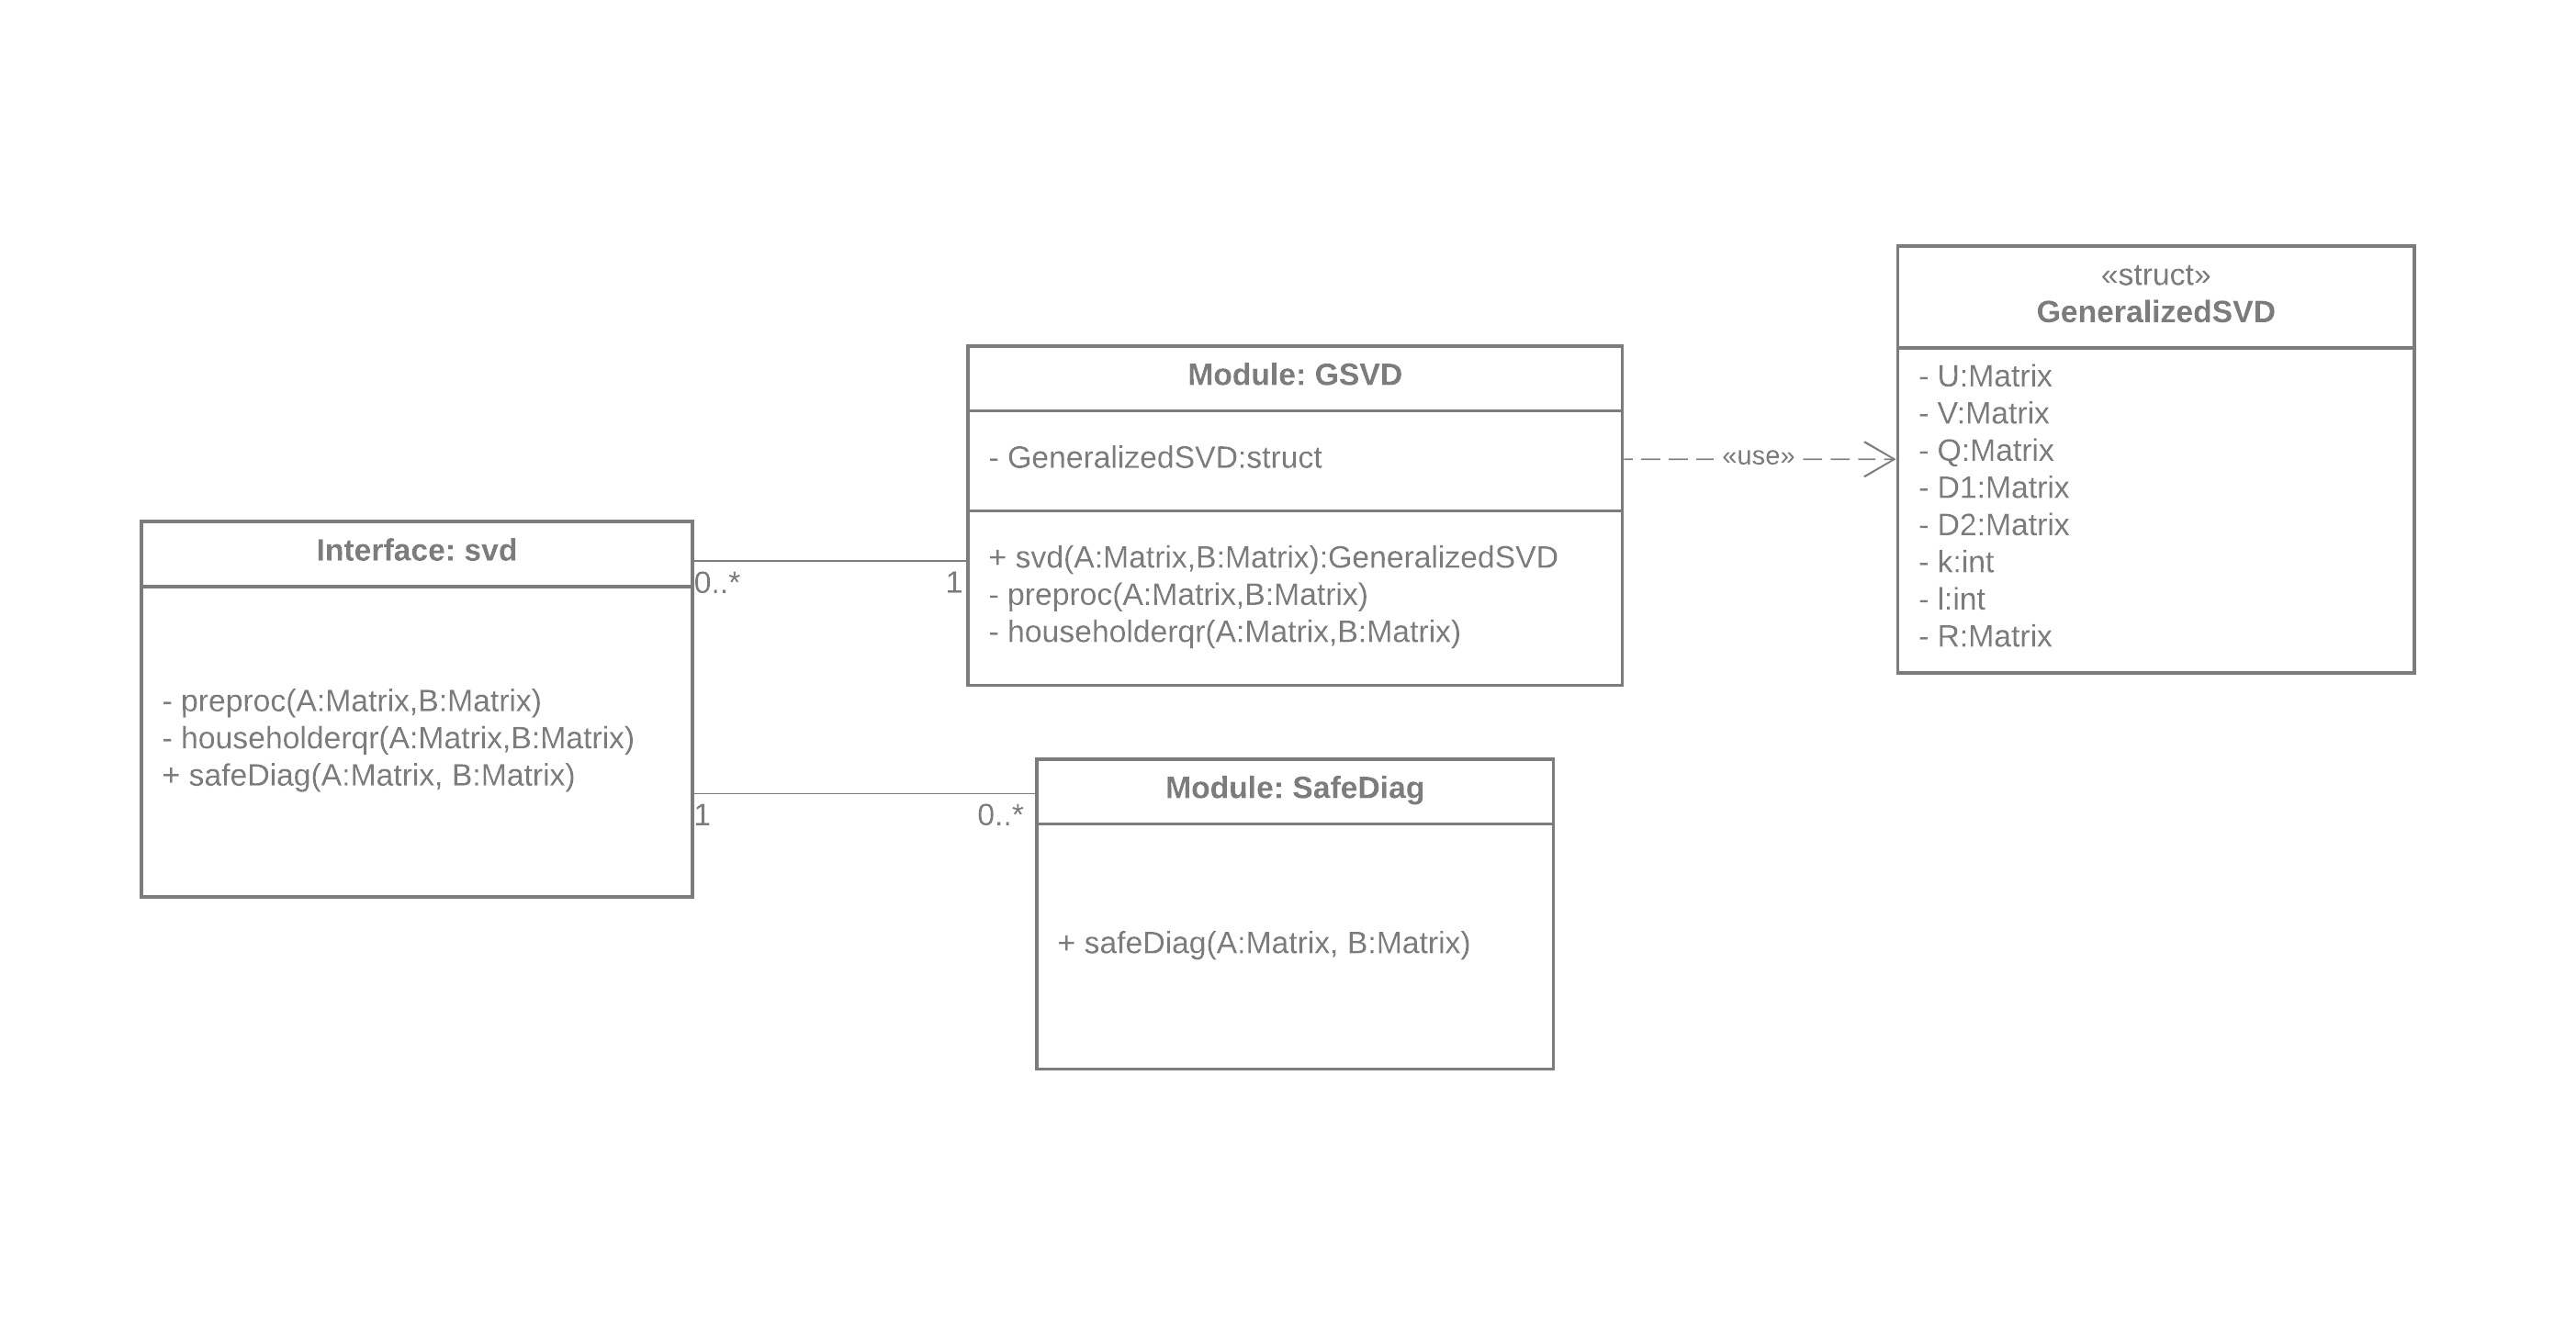 Interface: svd
- preproc(A:Matrix,B:Matrix)
- householderqr(A:Matrix,B:Matrix)
+ safeDiag(A:Matrix, B:Matrix)
0..*
1
1
0..*
Module: GSVD
- GeneralizedSVD:struct
+ svd(A:Matrix,B:Matrix):GeneralizedSVD
- preproc(A:Matrix,B:Matrix)
- householderqr(A:Matrix,B:Matrix)
Module: SafeDiag
+ safeDiag(A:Matrix, B:Matrix)
«use»
«struct»
GeneralizedSVD
- U:Matrix
- V:Matrix
- Q:Matrix
- D1:Matrix
- D2:Matrix
- k:int
- l:int
- R:Matrix